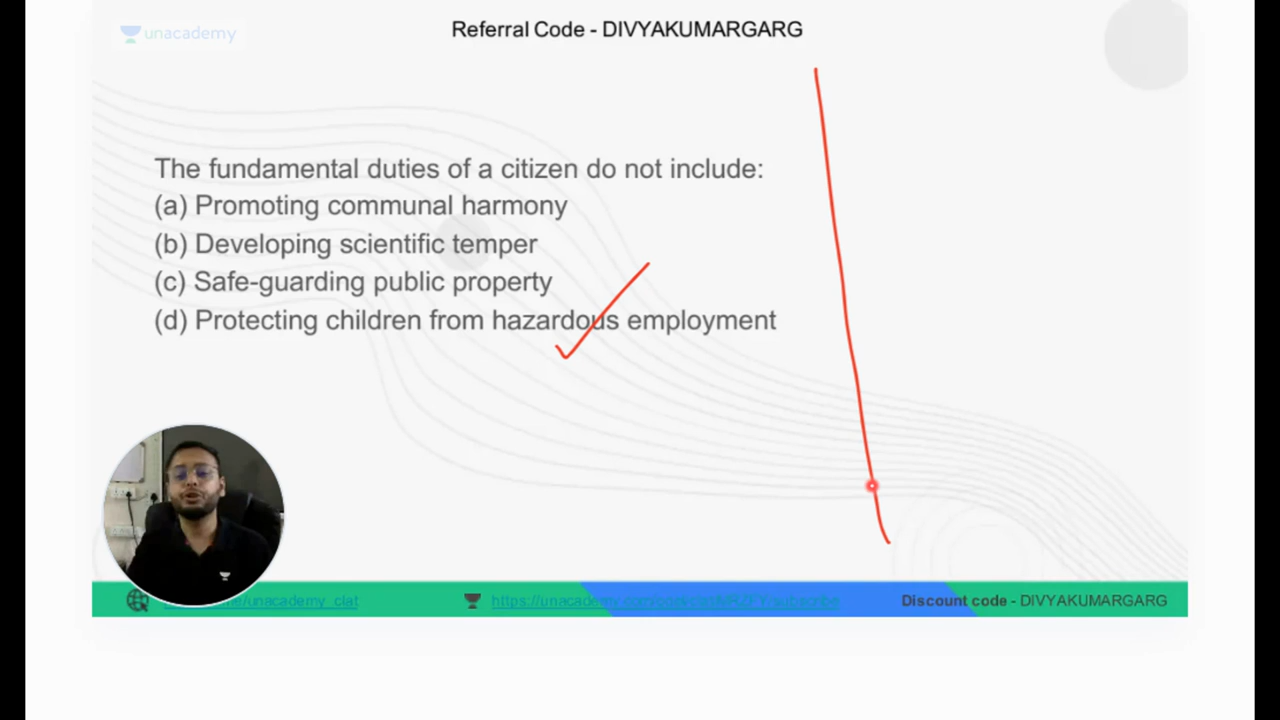 unacademy
Referral Code - DIVYAKUMARGARG
The fundamental duties of a citizen do not include:
(a) Promoting communal harmony
(b) Developing scientific temper
(c) Safe-guarding public property
(d) Protecting children from hazardous employment
/unacademy_clat
Discount code - DIVYAKUMARGARG